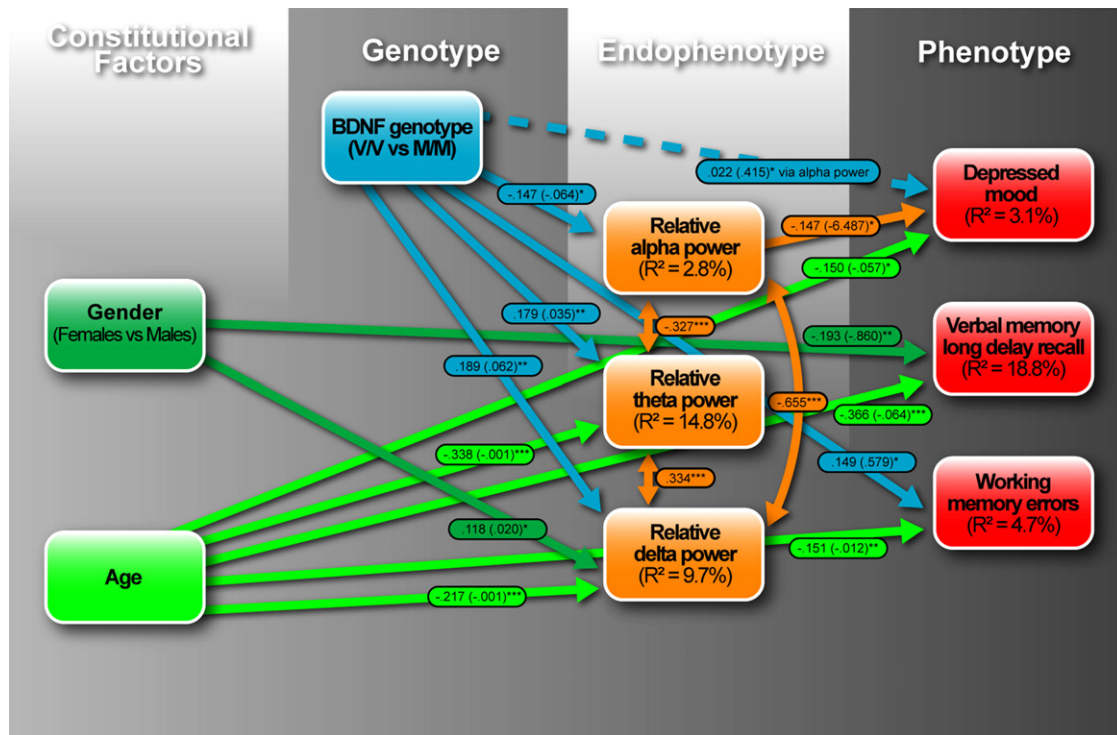 Constitutional
Factors
Genotype
Endophenotype
Phenotype
BDNF genotype
(V/V vs M/M)
.022 (.415)* via alpha power
Depressed
mood
(R² = 3.1%)
-.147 (-.064)*
Relative
alpha power
(R² = 2.8%)
-.147 (-6.487)*
-.150 (-.057)*
Gender
(Females vs Males)
.179 (.035)**
-.327***
-.193 (-.860)**
Verbal memory
long delay recall
(R² = 18.8%)
.189 (.062)**
Relative
theta power
(R² = 14.8%)
-.655***
-.366 (-.064)***
-.338 (-.001)***
.334***
.149 (.579)*
Working
memory errors
(R² = 4.7%)
.118 (.020)*
Relative
delta power
(R² = 9.7%)
-.151 (-.012)**
Age
-.217 (-.001)***